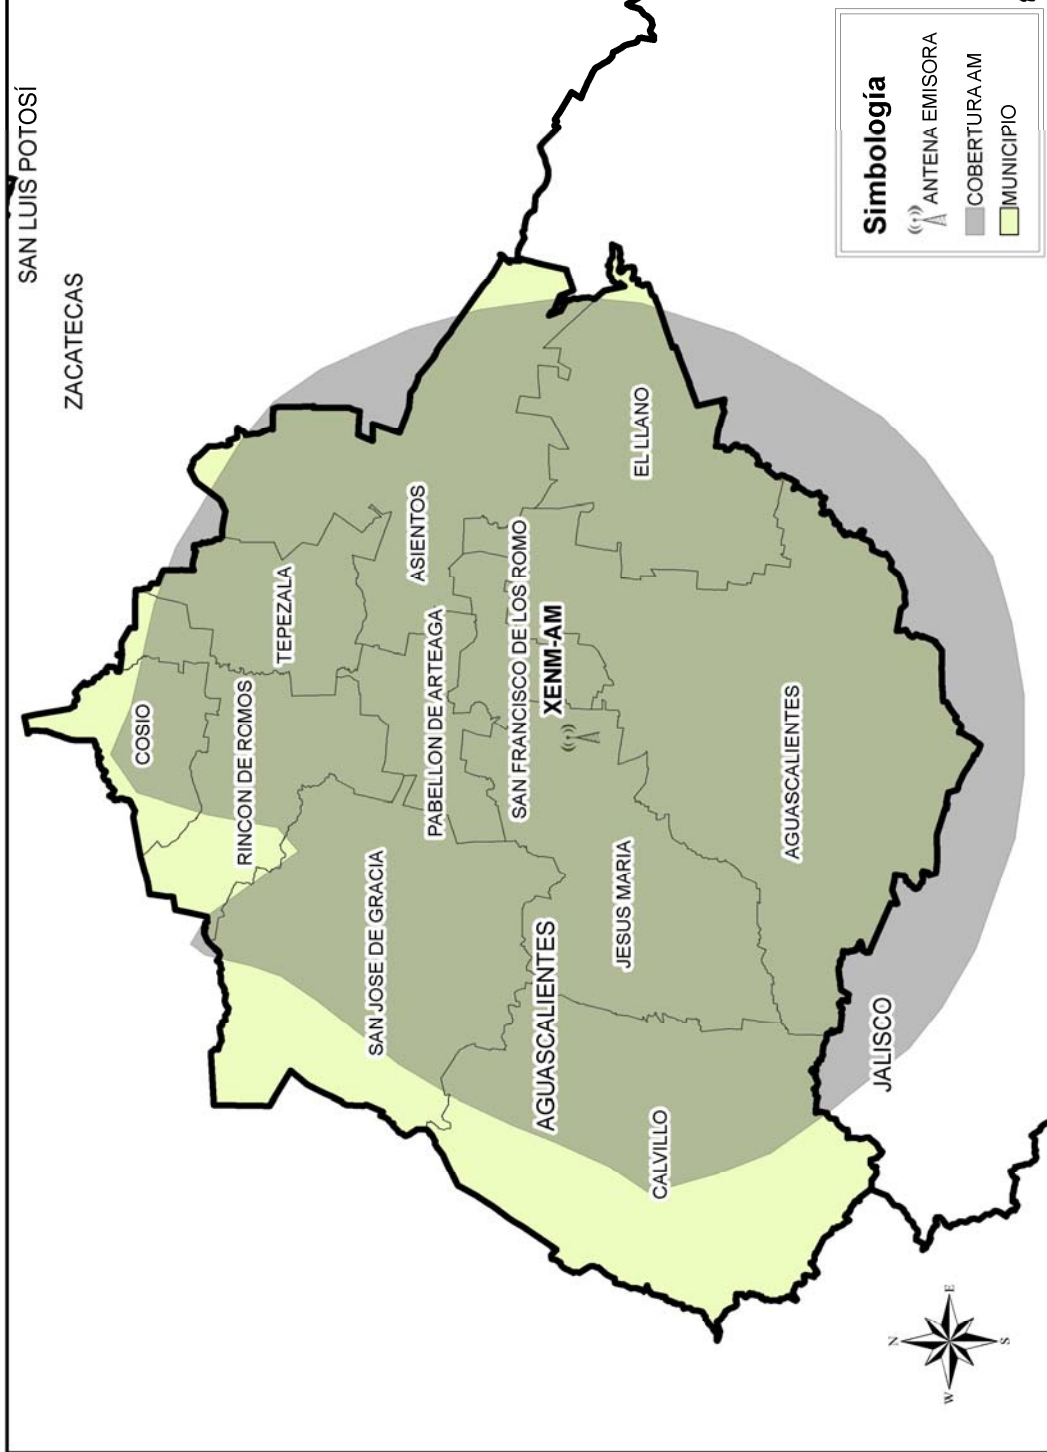 SAN LUIS POTOSÍ
ZACATECAS
COSIO
RINCON DE ROMOS
TEPEZALA
ASIENTOS
SAN JOSE DE GRACIA
PABELLON DE ARTEAGA
SAN FRANCISCO DE LOS ROMO
XENM-AM
AGUASCALIENTES
EL LLANO
JESUS MARIA
CALVILLO
AGUASCALIENTES
JALISCO
N
W
E
S
Simbología
ANTENA EMISORA
COBERTURA AM
MUNICIPIO